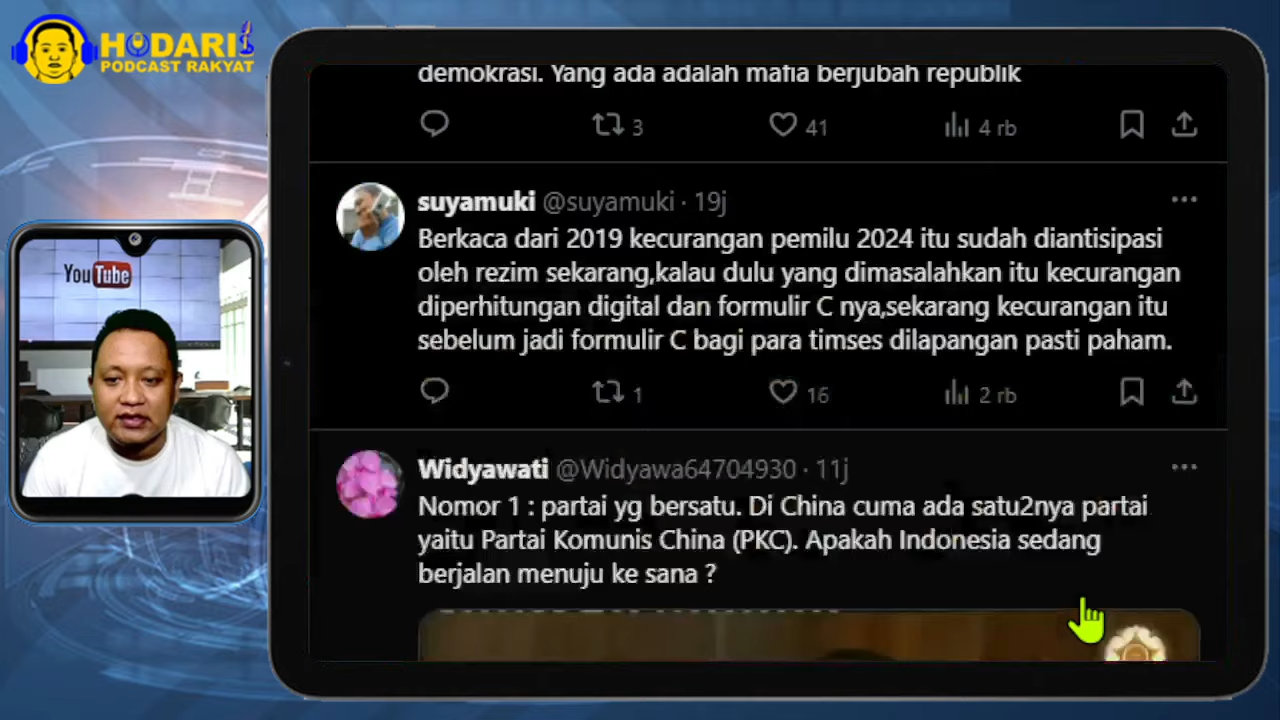 HODARI
PODCAST RAKYAT
YouTube
demokrasi. Yang ada adalah mafia berjubah republik
3 41 4 rb
suyamuki @suyamuki · 19j
Berkaca dari 2019 kecurangan pemilu 2024 itu sudah diantisipasi
oleh rezim sekarang,kalau dulu yang dimasalahkan itu kecurangan
diperhitungan digital dan formulir C nya,sekarang kecurangan itu
sebelum jadi formulir C bagi para timses dilapangan pasti paham.
1 16 2 rb
Widyawati @Widyawa64704930 · 11j
Nomor 1 : partai yg bersatu. Di China cuma ada satu2nya partai
yaitu Partai Komunis China (PKC). Apakah Indonesia sedang
berjalan menuju ke sana ?